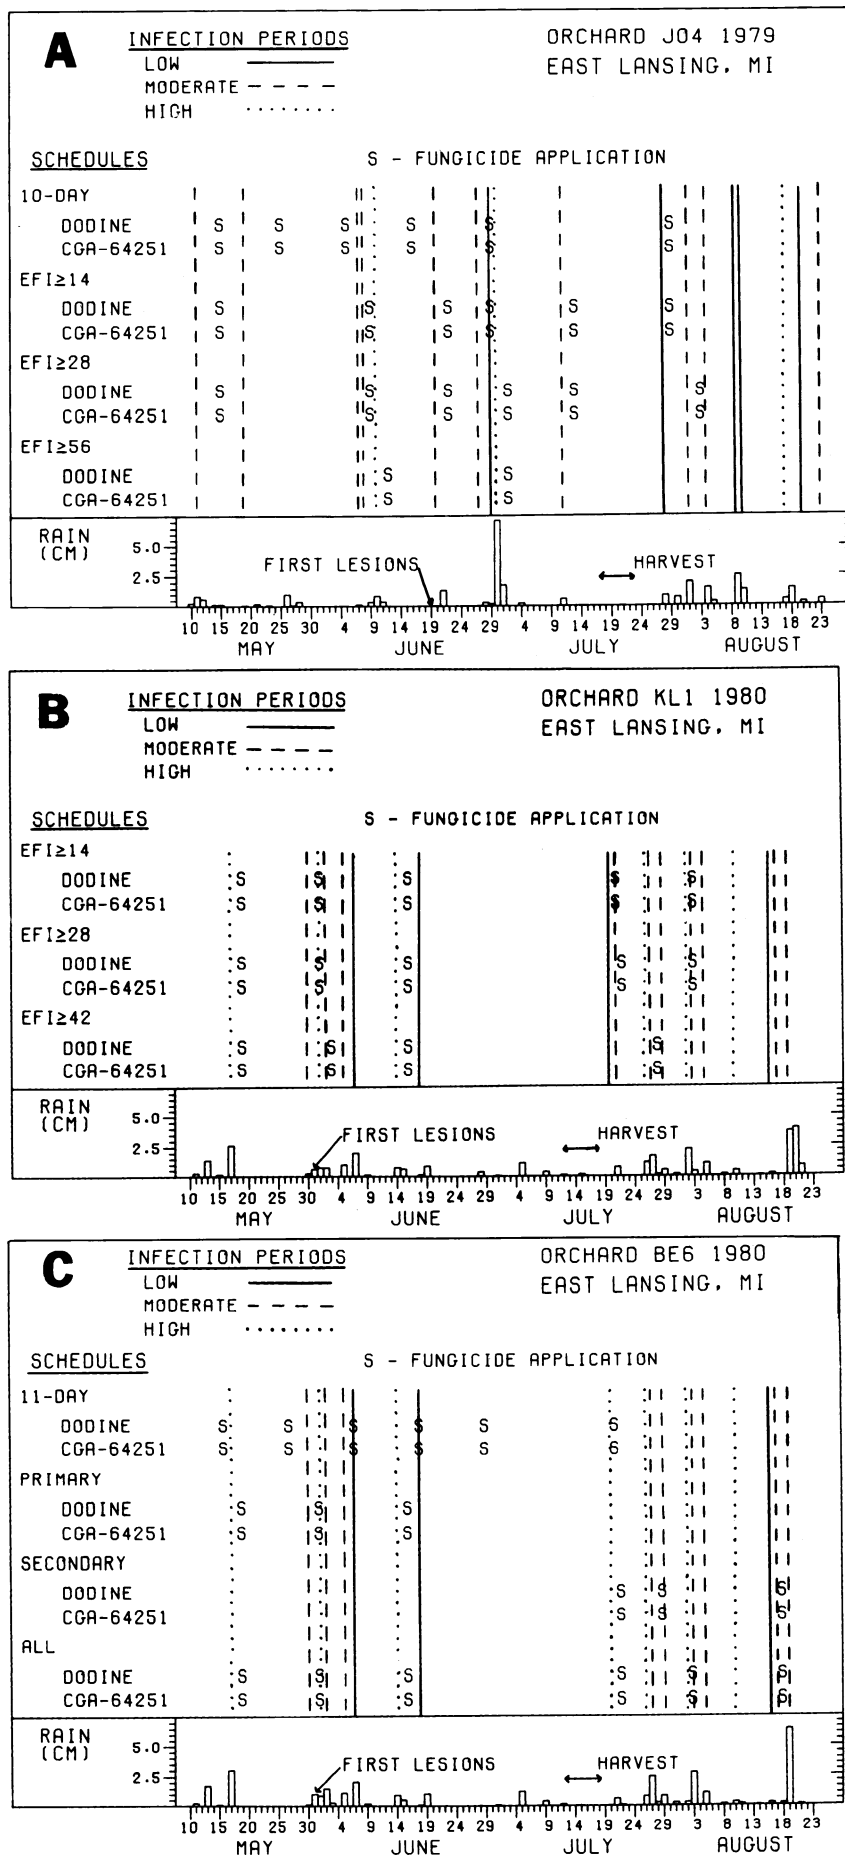 A
INFECTION PERIODS
ORCHARD J04 1979
LOW
EAST LANSING, MI
MODERATE
HIGH
SCHEDULES
S - FUNGICIDE APPLICATION
10-DAY
DODINE S S S S S S
CGA-64251 S S S S S S
EFI≥14
DODINE S S S S S S
CGA-64251 S S S S S S
EFI≥28
DODINE S S S S S S
CGA-64251 S S S S S S
EFI≥56
DODINE S S
CGA-64251 S S
RAIN
(CM)
5.0
2.5
FIRST LESIONS
HARVEST
10 15 20 25 30 4 9 14 19 24 29 4 9 14 19 24 29 3 8 13 18 23
MAY JUNE JULY AUGUST
B
INFECTION PERIODS
ORCHARD KL1 1980
LOW
EAST LANSING, MI
MODERATE
HIGH
SCHEDULES
S - FUNGICIDE APPLICATION
EFI≥14
DODINE S S S S S
CGA-64251 S S S S S
EFI≥28
DODINE S S S S S
CGA-64251 S S S S S
EFI≥42
DODINE S S S S
CGA-64251 S S S S
RAIN
(CM)
5.0
2.5
FIRST LESIONS
HARVEST
10 15 20 25 30 4 9 14 19 24 29 4 9 14 19 24 29 3 8 13 18 23
MAY JUNE JULY AUGUST
C
INFECTION PERIODS
ORCHARD BE6 1980
LOW
EAST LANSING, MI
MODERATE
HIGH
SCHEDULES
S - FUNGICIDE APPLICATION
11-DAY
DODINE S S S S S S
CGA-64251 S S S S S S
PRIMARY
DODINE S S S
CGA-64251 S S S
SECONDARY
DODINE S S S
CGA-64251 S S S
ALL
DODINE S S S S S S
CGA-64251 S S S S S S
RAIN
(CM)
5.0
2.5
FIRST LESIONS
HARVEST
10 15 20 25 30 4 9 14 19 24 29 4 9 14 19 24 29 3 8 13 18 23
MAY JUNE JULY AUGUST